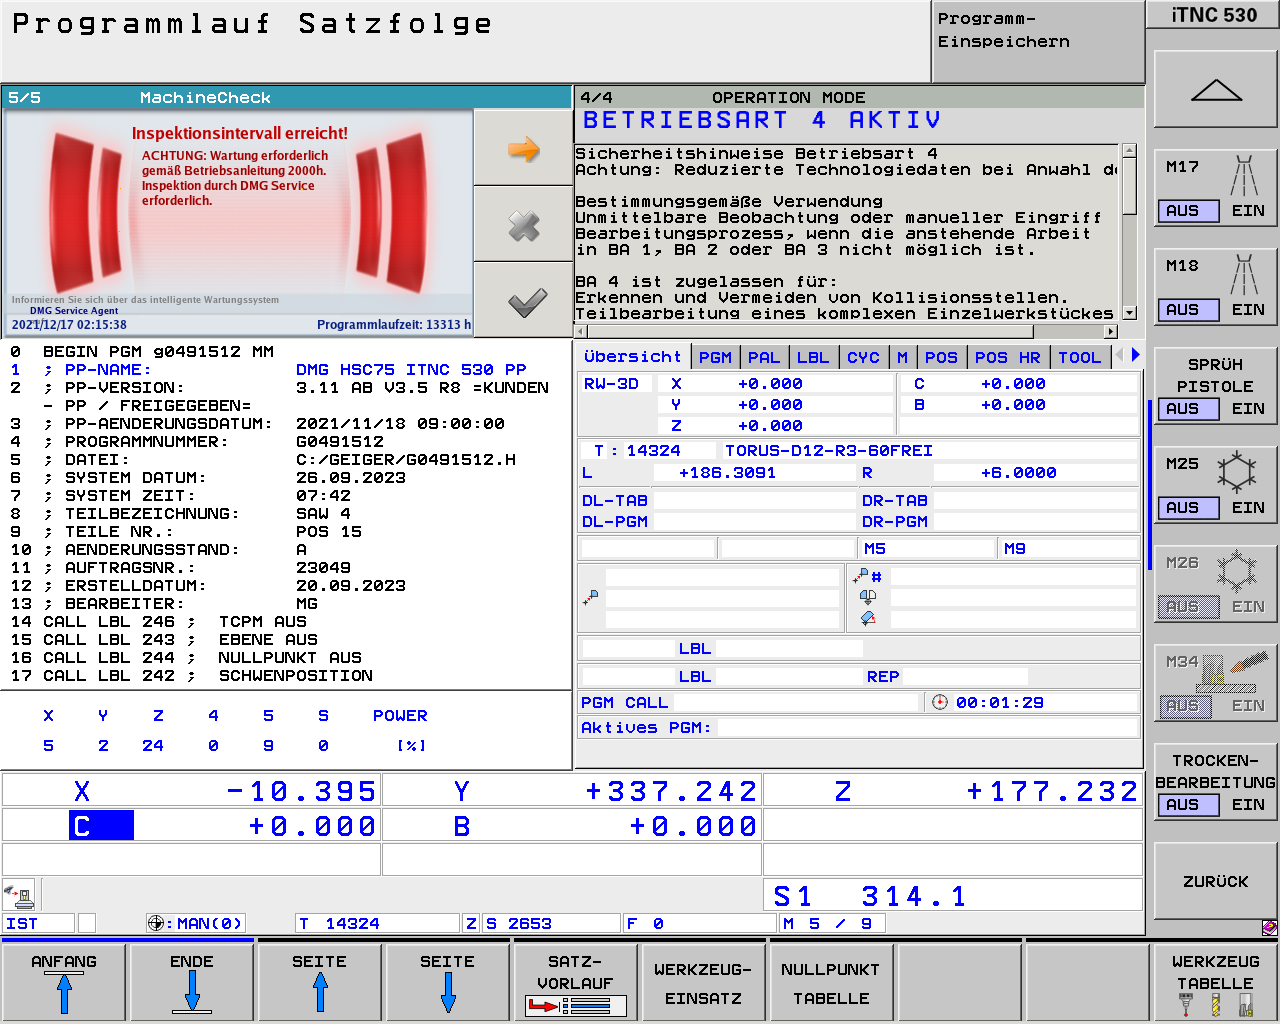 Programmlauf Satzfolge
Programm-
Einspeichern
iTNC 530
5/5 MachineCheck
Inspektionsintervall erreicht!
ACHTUNG: Wartung erforderlich
gemäß Betriebsanleitung 2000h.
Inspektion durch DMG Service
erforderlich.
Informieren Sie sich über das intelligente Wartungssystem
DMG Service Agent
2021/12/17 02:15:38 Programmlaufzeit: 13313 h
4/4 OPERATION MODE
BETRIEBSART 4 AKTIV
Sicherheitshinweise Betriebsart 4
Achtung: Reduzierte Technologiedaten bei Anwahl de
Bestimmungsgemäße Verwendung
Unmittelbare Beobachtung oder manueller Eingriff
Bearbeitungsprozess, wenn die anstehende Arbeit
in BA 1, BA 2 oder BA 3 nicht möglich ist.
BA 4 ist zugelassen für:
Erkennen und Vermeiden von Kollisionsstellen.
Teilbearbeitung eines komplexen Einzelwerkstückes
0 BEGIN PGM g0491512 MM
1 ; PP-NAME: DMG HSC75 ITNC 530 PP
2 ; PP-VERSION: 3.11 AB V3.5 R8 =KUNDEN
- PP / FREIGEGEBEN=
3 ; PP-AENDERUNGSDATUM: 2021/11/18 09:00:00
4 ; PROGRAMMNUMMER: G0491512
5 ; DATEI: C:/GEIGER/G0491512.H
6 ; SYSTEM DATUM: 26.09.2023
7 ; SYSTEM ZEIT: 07:42
8 ; TEILBEZEICHNUNG: SAW 4
9 ; TEILE NR.: POS 15
10 ; AENDERUNGSSTAND: A
11 ; AUFTRAGSNR.: 23049
12 ; ERSTELLDATUM: 20.09.2023
13 ; BEARBEITER: MG
14 CALL LBL 246 ; TCPM AUS
15 CALL LBL 243 ; EBENE AUS
16 CALL LBL 244 ; NULLPUNKT AUS
17 CALL LBL 242 ; SCHWENPOSITION
X Y Z 4 5 S POWER
5 2 24 0 9 0 [%]
Übersicht PGM PAL LBL CYC M POS POS HR TOOL
RW-3D X +0.000 C +0.000
Y +0.000 B +0.000
Z +0.000
T : 14324 TORUS-D12-R3-60FREI
L +186.3091 R +6.0000
DL-TAB DR-TAB
DL-PGM DR-PGM
M5 M9
#
LBL
LBL REP
PGM CALL 00:01:29
Aktives PGM:
X -10.395 Y +337.242 Z +177.232
C +0.000 B +0.000
S1 314.1
IST :MAN(0) T 14324 Z S 2653 F 0 M 5 / 9
M17
AUS EIN
M18
AUS EIN
SPRÜH
PISTOLE
AUS EIN
M25
AUS EIN
M26
AUS EIN
M34
AUS EIN
TROCKEN-
BEARBEITUNG
AUS EIN
ZURÜCK
ANFANG
ENDE
SEITE
SEITE
SATZ-
VORLAUF
WERKZEUG-
EINSATZ
NULLPUNKT
TABELLE
WERKZEUG
TABELLE